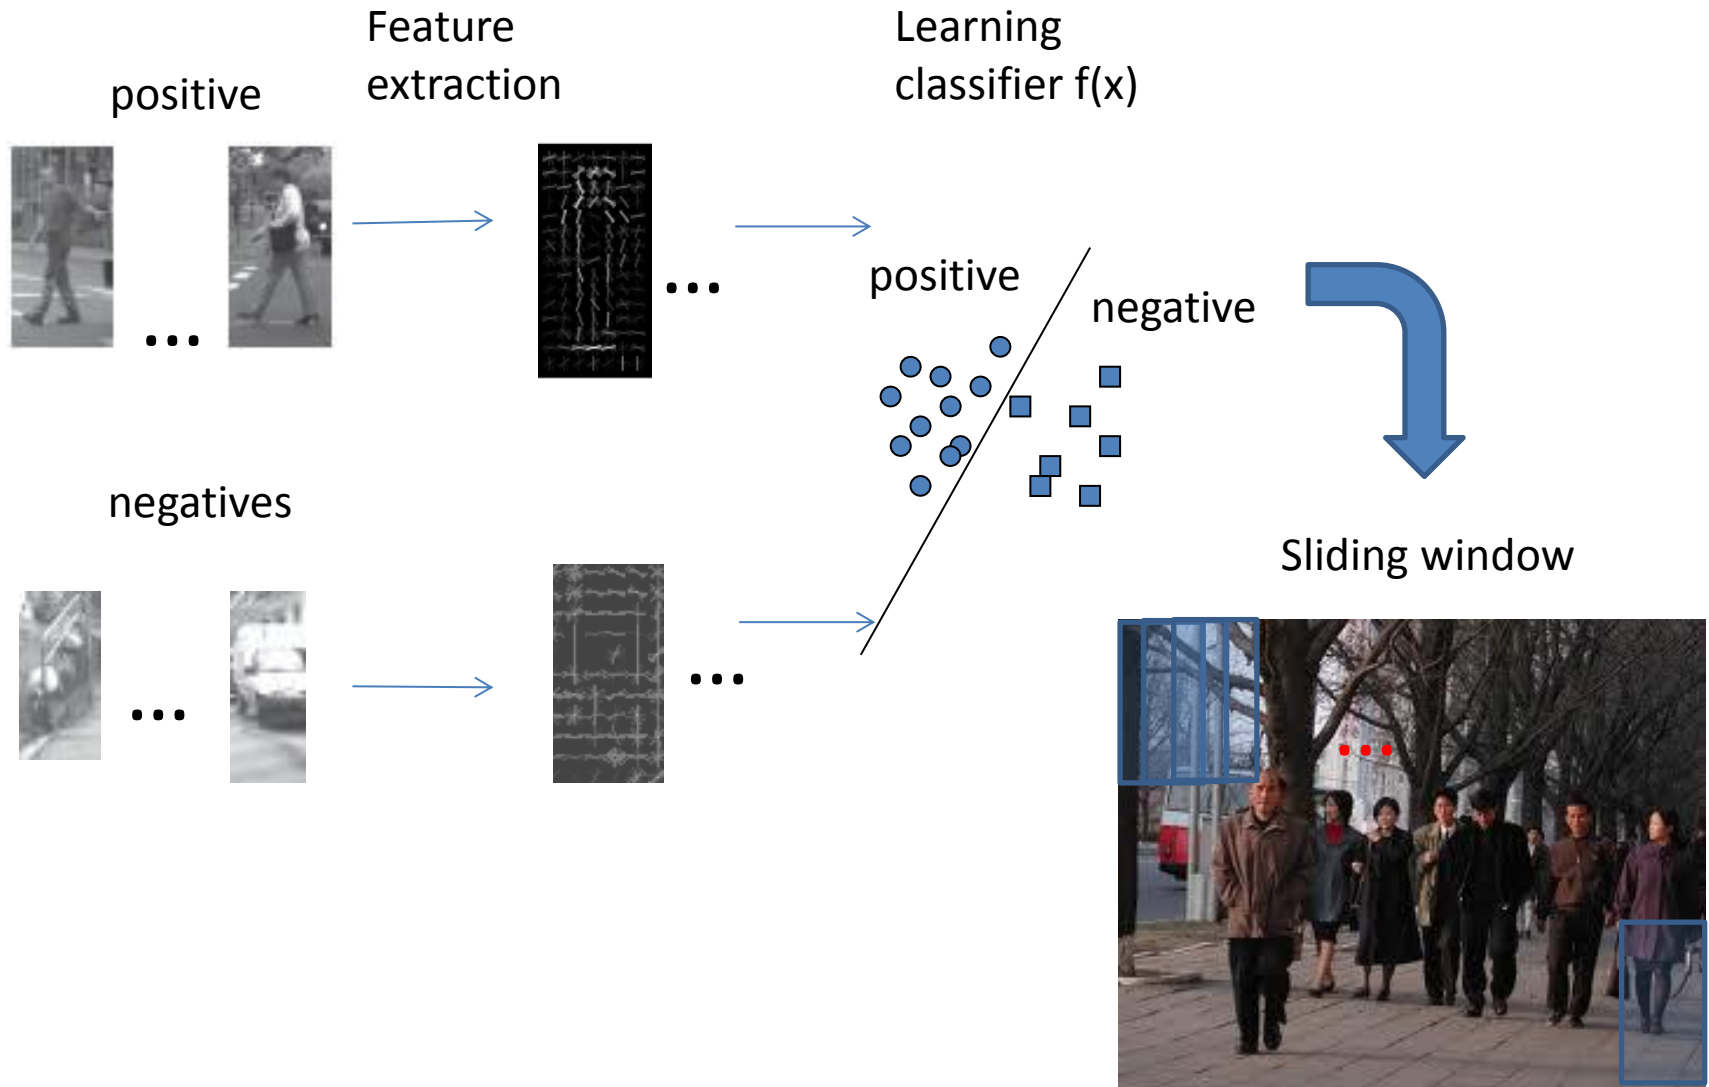 Feature
extraction
Learning
classifier f(x)
positive
...
...
positive
negative
negatives
Sliding window
...
...
...